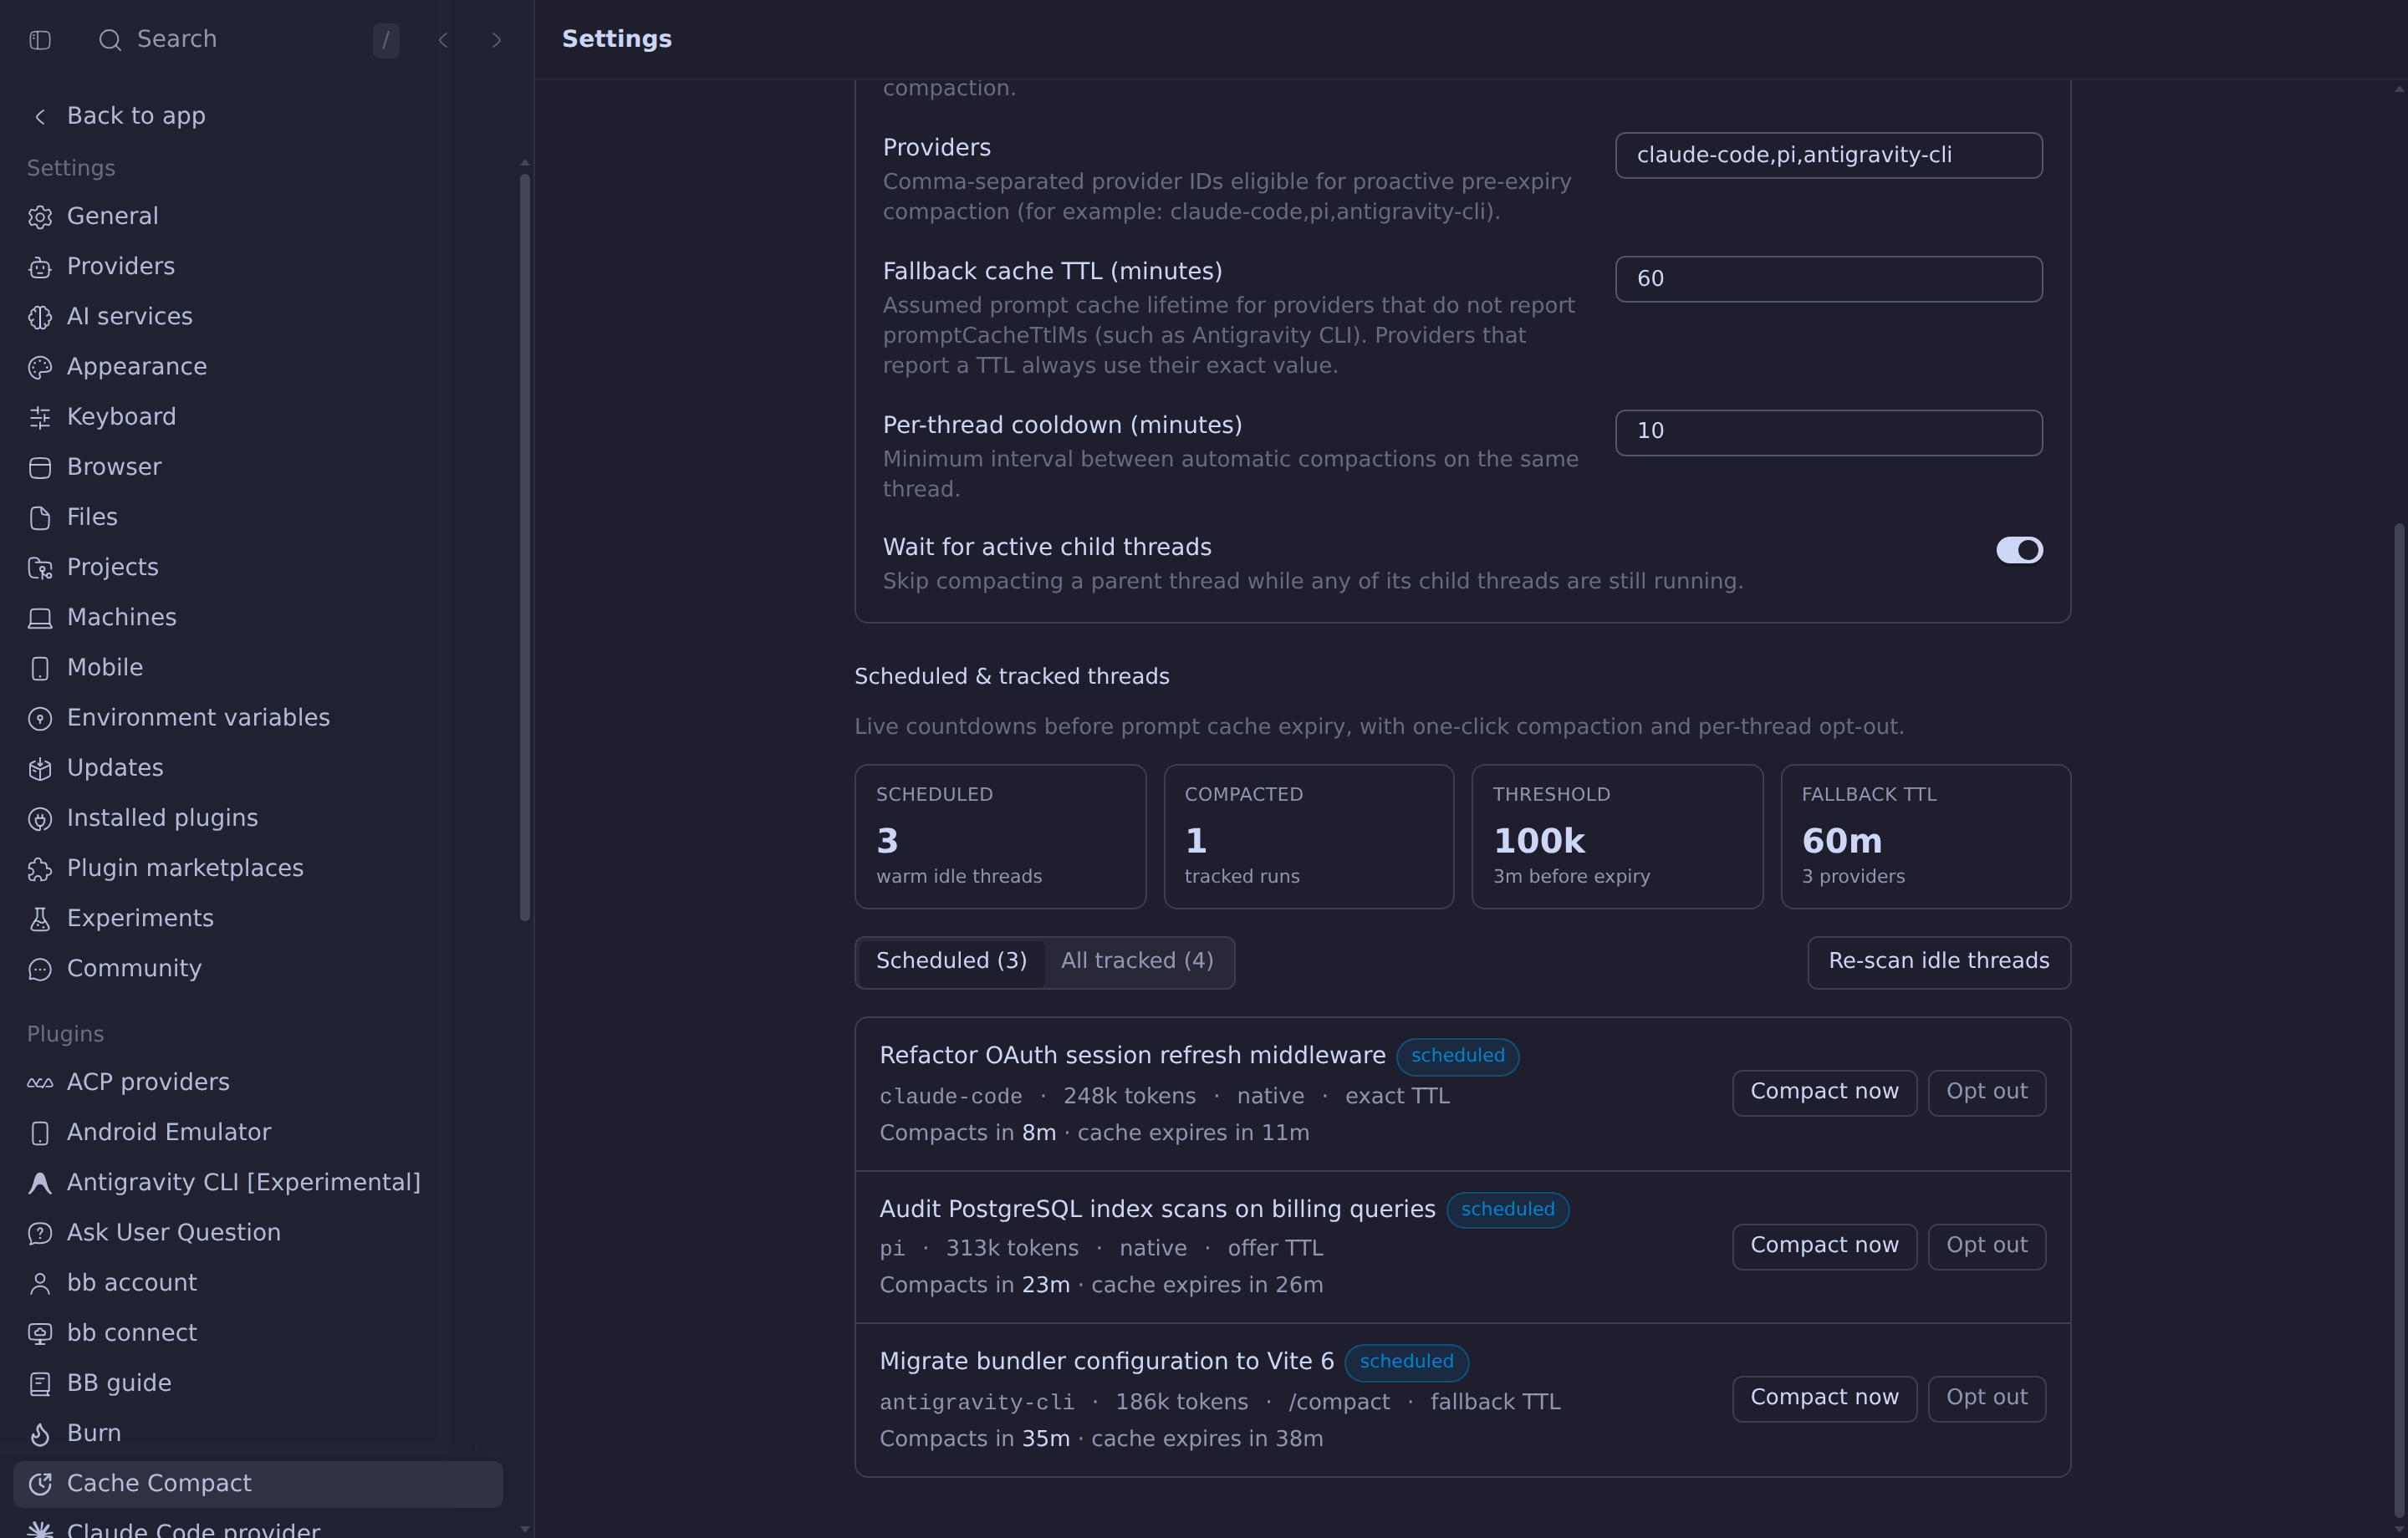 Search
/
Back to app
Settings
General
Providers
AI services
Appearance
Keyboard
Browser
Files
Projects
Machines
Mobile
Environment variables
Updates
Installed plugins
Plugin marketplaces
Experiments
Community
Plugins
ACP providers
Android Emulator
Antigravity CLI [Experimental]
Ask User Question
bb account
bb connect
BB guide
Burn
Cache Compact
Claude Code provider
Settings
compaction.
Providers
Comma-separated provider IDs eligible for proactive pre-expiry
compaction (for example: claude-code,pi,antigravity-cli).
claude-code,pi,antigravity-cli
Fallback cache TTL (minutes)
Assumed prompt cache lifetime for providers that do not report
promptCacheTtlMs (such as Antigravity CLI). Providers that
report a TTL always use their exact value.
60
Per-thread cooldown (minutes)
Minimum interval between automatic compactions on the same
thread.
10
Wait for active child threads
Skip compacting a parent thread while any of its child threads are still running.
Scheduled & tracked threads
Live countdowns before prompt cache expiry, with one-click compaction and per-thread opt-out.
SCHEDULED
3
warm idle threads
COMPACTED
1
tracked runs
THRESHOLD
100k
3m before expiry
FALLBACK TTL
60m
3 providers
Scheduled (3)
All tracked (4)
Re-scan idle threads
Refactor OAuth session refresh middleware scheduled
claude-code · 248k tokens · native · exact TTL
Compacts in 8m · cache expires in 11m
Compact now
Opt out
Audit PostgreSQL index scans on billing queries scheduled
pi · 313k tokens · native · offer TTL
Compacts in 23m · cache expires in 26m
Compact now
Opt out
Migrate bundler configuration to Vite 6 scheduled
antigravity-cli · 186k tokens · /compact · fallback TTL
Compacts in 35m · cache expires in 38m
Compact now
Opt out